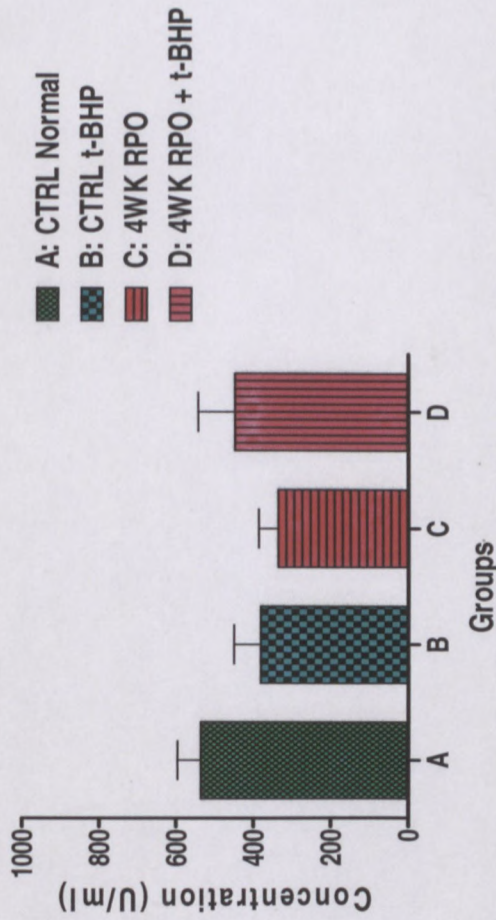 Concentration (U/ml)
1000
800
600
400
200
0
A
B
C
D
Groups
A: CTRL Normal
B: CTRL t-BHP
C: 4WK RPO
D: 4WK RPO + t-BHP